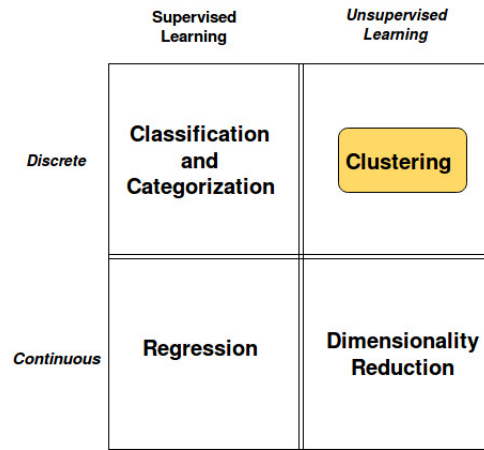 Supervised
Learning
Unsupervised
Learning
Discrete
Classification
and
Categorization
Clustering
Continuous
Regression
Dimensionality
Reduction